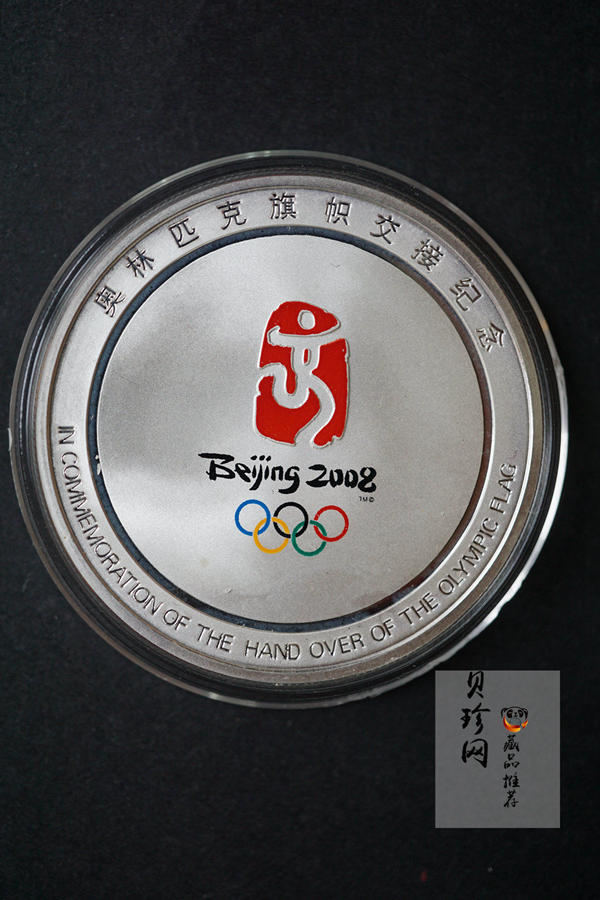 奥林匹克旗帜交接纪念
Beijing 2008
TM©
IN COMMEMORATION OF THE HAND OVER OF THE OLYMPIC FLAG
贝珍网
藏品推荐